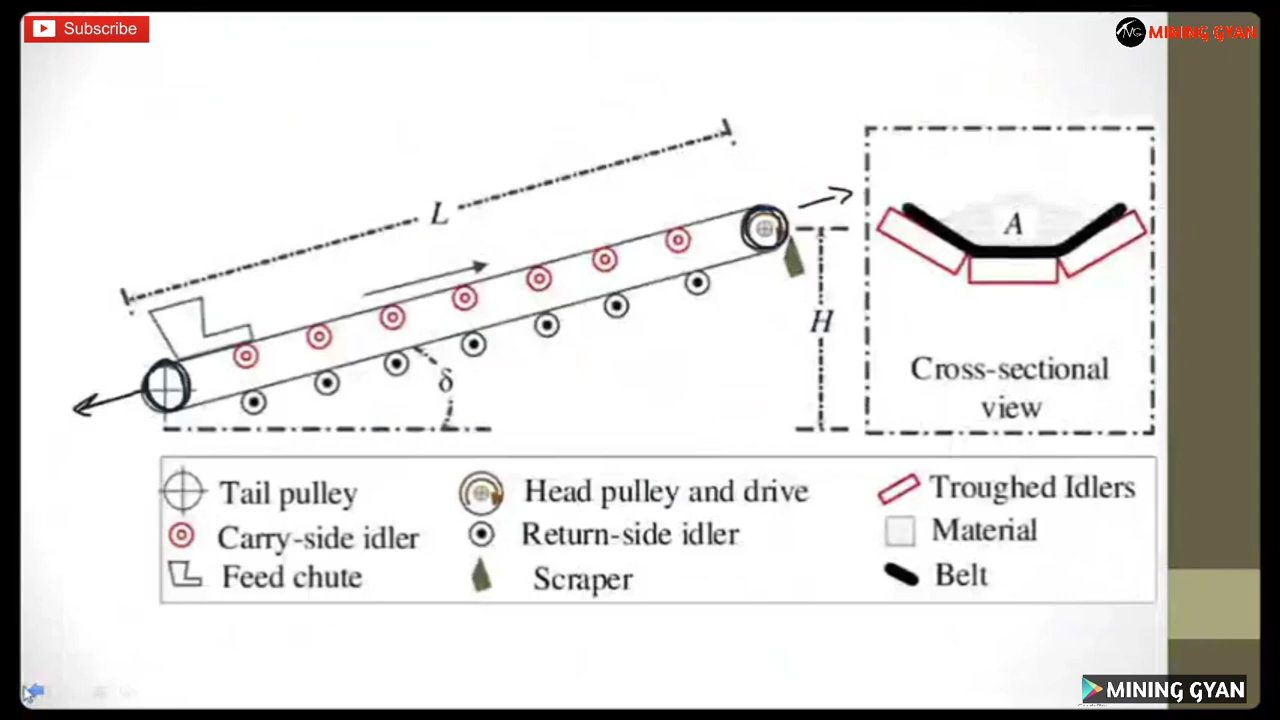 Subscribe
NG
MINING GYAN
L
A
H
δ
Cross-sectional
view
Tail pulley
Head pulley and drive
Troughed Idlers
Carry-side idler
Return-side idler
Material
Feed chute
Scraper
Belt
MINING GYAN